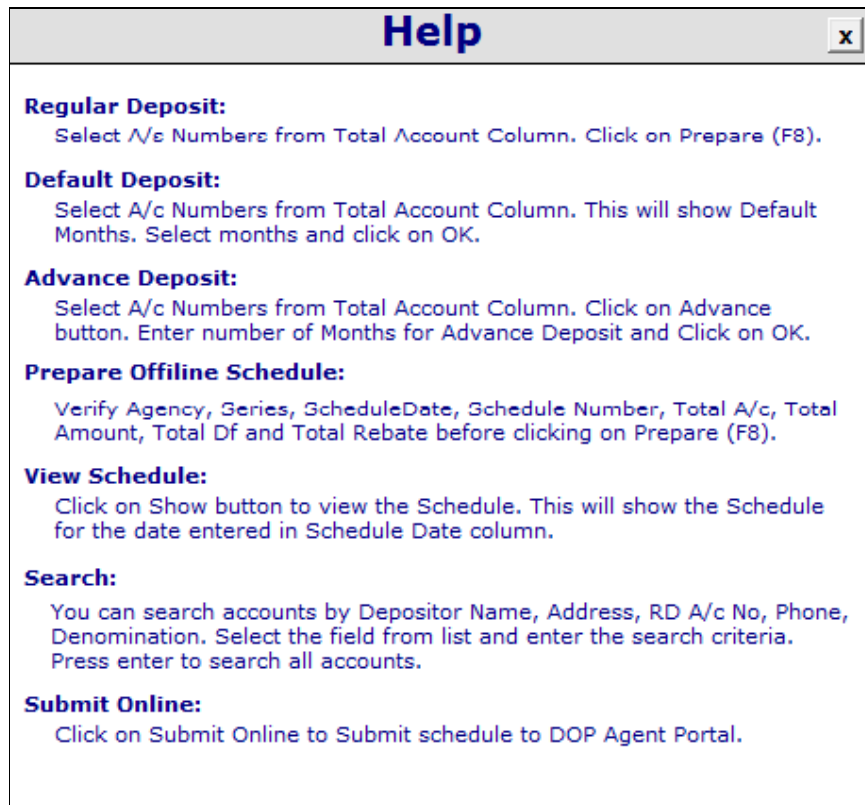 Help
x
Regular Deposit:
Select A/c Numbers from Total Account Column. Click on Prepare (F8).
Default Deposit:
Select A/c Numbers from Total Account Column. This will show Default
Months. Select months and click on OK.
Advance Deposit:
Select A/c Numbers from Total Account Column. Click on Advance
button. Enter number of Months for Advance Deposit and Click on OK.
Prepare Offiline Schedule:
Verify Agency, Series, ScheduleDate, Schedule Number, Total A/c, Total
Amount, Total Df and Total Rebate before clicking on Prepare (F8).
View Schedule:
Click on Show button to view the Schedule. This will show the Schedule
for the date entered in Schedule Date column.
Search:
You can search accounts by Depositor Name, Address, RD A/c No, Phone,
Denomination. Select the field from list and enter the search criteria.
Press enter to search all accounts.
Submit Online:
Click on Submit Online to Submit schedule to DOP Agent Portal.